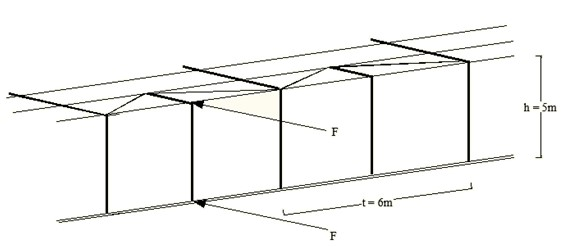 h = 5m
F
t = 6m
F